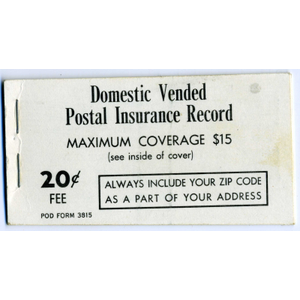 Domestic Vended
Postal Insurance Record
MAXIMUM COVERAGE $15
(see inside of cover)
20¢
FEE
ALWAYS INCLUDE YOUR ZIP CODE
AS A PART OF YOUR ADDRESS
POD FORM 3815